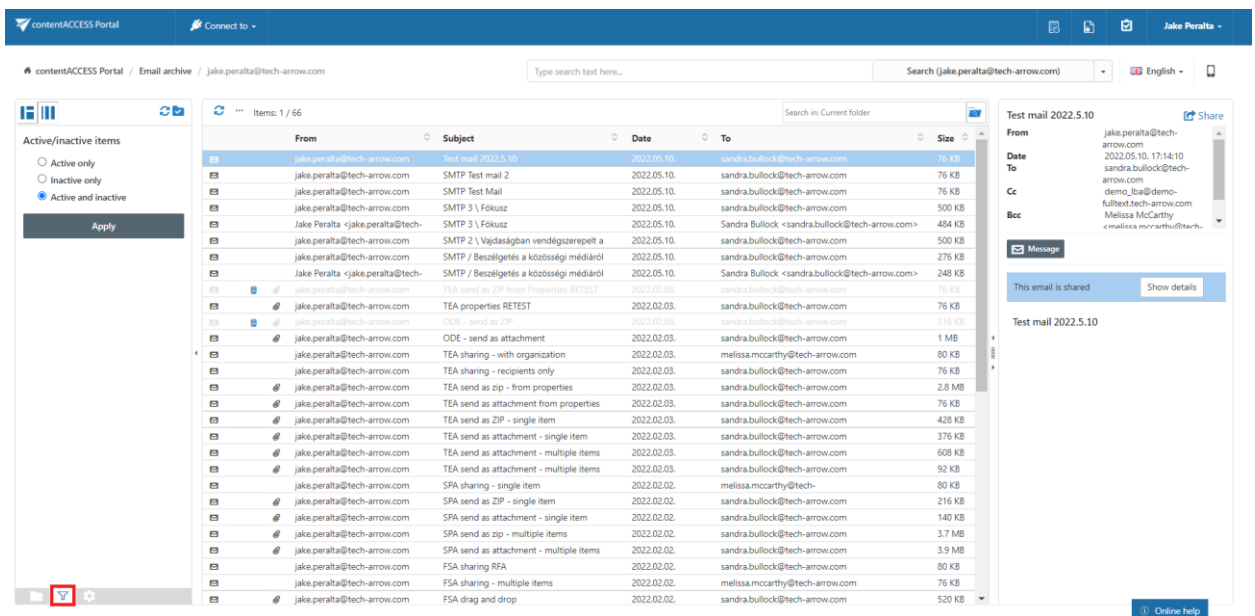 contentACCESS Portal Connect to Jake Peralta
contentACCESS Portal / Email archive / jake.peralta@tech-arrow.com Type search text here... Search (jake.peralta@tech-arrow.com) English
Items: 1 / 66 Search in: Current folder
Active/inactive items
Active only
Inactive only
Active and inactive
Apply
From Subject Date To Size
jake.peralta@tech-arrow.com Test mail 2022.5.10 2022.05.10. sandra.bullock@tech-arrow.com 76 KB
jake.peralta@tech-arrow.com SMTP Test mail 2 2022.05.10. sandra.bullock@tech-arrow.com 76 KB
jake.peralta@tech-arrow.com SMTP Test Mail 2022.05.10. sandra.bullock@tech-arrow.com 76 KB
jake.peralta@tech-arrow.com SMTP 3 \ Fókusz 2022.05.10. sandra.bullock@tech-arrow.com 500 KB
Jake Peralta <jake.peralta@tech- SMTP 3 \ Fókusz 2022.05.10. Sandra Bullock <sandra.bullock@tech-arrow.com> 484 KB
jake.peralta@tech-arrow.com SMTP 2 \ Vajdaságban vendégszerepelt a 2022.05.10. sandra.bullock@tech-arrow.com 500 KB
jake.peralta@tech-arrow.com SMTP / Beszélgetés a közösségi médiáról 2022.05.10. sandra.bullock@tech-arrow.com 276 KB
Jake Peralta <jake.peralta@tech- SMTP / Beszélgetés a közösségi médiáról 2022.05.10. Sandra Bullock <sandra.bullock@tech-arrow.com> 248 KB
jake.peralta@tech-arrow.com TEA send as ZIP from Properties RETEST 2022.02.03. sandra.bullock@tech-arrow.com 76 KB
jake.peralta@tech-arrow.com TEA properties RETEST 2022.02.03. sandra.bullock@tech-arrow.com 76 KB
jake.peralta@tech-arrow.com ODE - send as ZIP 2022.02.03. sandra.bullock@tech-arrow.com 316 KB
jake.peralta@tech-arrow.com ODE - send as attachment 2022.02.03. sandra.bullock@tech-arrow.com 1 MB
jake.peralta@tech-arrow.com TEA sharing - with organization 2022.02.03. melissa.mccarthy@tech-arrow.com 80 KB
jake.peralta@tech-arrow.com TEA sharing - recipients only 2022.02.03. sandra.bullock@tech-arrow.com 76 KB
jake.peralta@tech-arrow.com TEA send as zip - from properties 2022.02.03. sandra.bullock@tech-arrow.com 2.8 MB
jake.peralta@tech-arrow.com TEA send as attachment from properties 2022.02.03. sandra.bullock@tech-arrow.com 76 KB
jake.peralta@tech-arrow.com TEA send as ZIP - single item 2022.02.03. sandra.bullock@tech-arrow.com 428 KB
jake.peralta@tech-arrow.com TEA send as attachment - single item 2022.02.03. sandra.bullock@tech-arrow.com 376 KB
jake.peralta@tech-arrow.com TEA send as attachment - multiple items 2022.02.03. sandra.bullock@tech-arrow.com 608 KB
jake.peralta@tech-arrow.com TEA send as attachment - multiple items 2022.02.03. sandra.bullock@tech-arrow.com 92 KB
jake.peralta@tech-arrow.com SPA sharing - single item 2022.02.02. melissa.mccarthy@tech- 80 KB
jake.peralta@tech-arrow.com SPA send as ZIP - single item 2022.02.02. sandra.bullock@tech-arrow.com 216 KB
jake.peralta@tech-arrow.com SPA send as attachment - single item 2022.02.02. sandra.bullock@tech-arrow.com 140 KB
jake.peralta@tech-arrow.com SPA send as zip - multiple items 2022.02.02. sandra.bullock@tech-arrow.com 3.7 MB
jake.peralta@tech-arrow.com SPA send as attachment - multiple items 2022.02.02. sandra.bullock@tech-arrow.com 3.9 MB
jake.peralta@tech-arrow.com FSA sharing RFA 2022.02.02. sandra.bullock@tech-arrow.com 80 KB
jake.peralta@tech-arrow.com FSA sharing - multiple items 2022.02.02. melissa.mccarthy@tech-arrow.com 76 KB
jake.peralta@tech-arrow.com FSA drag and drop 2022.02.02. sandra.bullock@tech-arrow.com 520 KB
Test mail 2022.5.10 Share
From jake.peralta@tech-
arrow.com
Date 2022.05.10. 17:14:10
To sandra.bullock@tech-
arrow.com
Cc demo_lba@demo-
fulltext.tech-arrow.com
Bcc Melissa McCarthy
<melissa.mccarthy@tech-
Message
This email is shared Show details
Test mail 2022.5.10
Online help